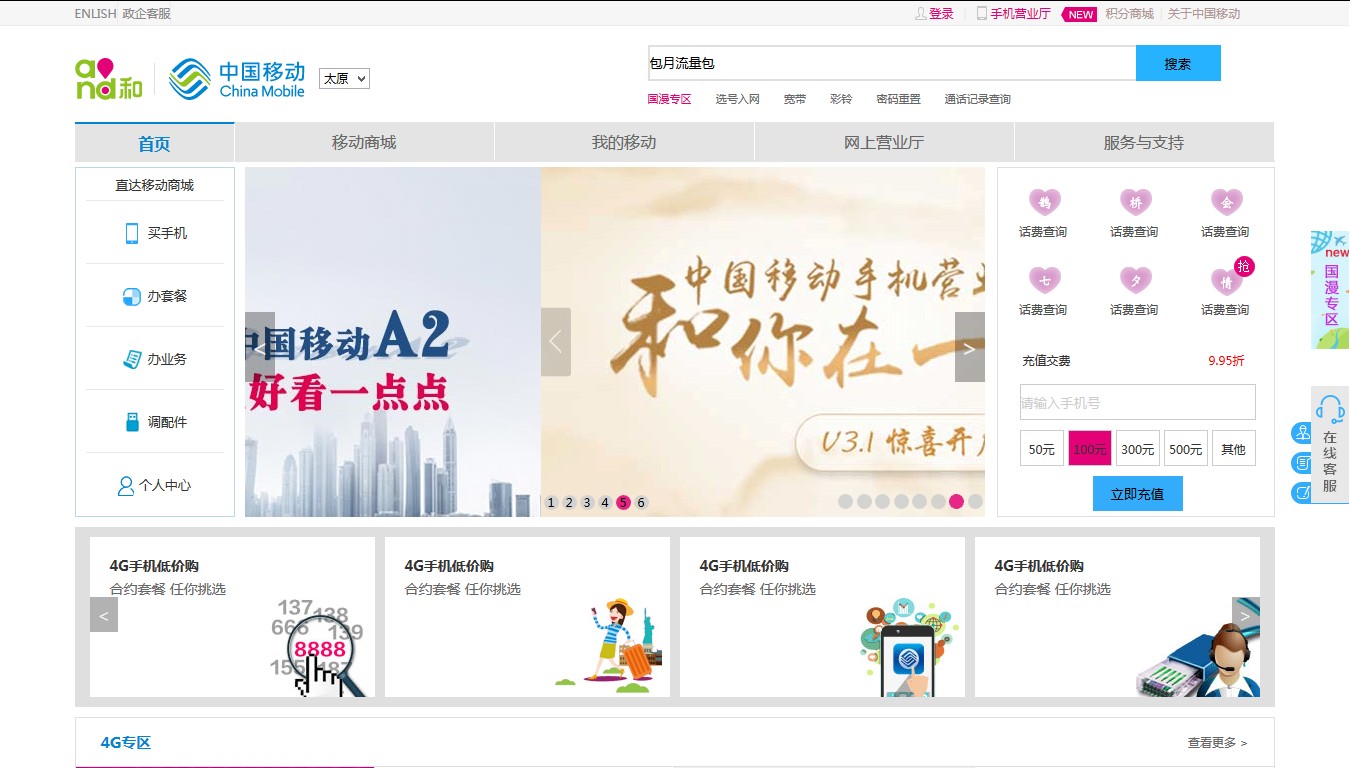 ENLISH 政企客服
登录 手机营业厅 NEW 积分商城 关于中国移动
and和 中国移动 China Mobile 太原
包月流量包 搜索
国漫专区 选号入网 宽带 彩铃 密码重置 通话记录查询
首页 移动商城 我的移动 网上营业厅 服务与支持
直达移动商城
买手机
办套餐
办业务
调配件
个人中心
中国移动A2
好看一点点
1 2 3 4 5 6
< < >
中国移动手机营业
和你在一
V3.1 惊喜开
鹊 桥 会
话费查询 话费查询 话费查询
七 夕 情 抢
话费查询 话费查询 话费查询
充值交费 9.95折
请输入手机号
50元 100元 300元 500元 其他
立即充值
new
国漫专区
在线客服
4G手机低价购
合约套餐 任你挑选
137 138
666 139
8888
155 187
<
4G手机低价购
合约套餐 任你挑选
4G手机低价购
合约套餐 任你挑选
4G手机低价购
合约套餐 任你挑选
>
4G专区 查看更多 >